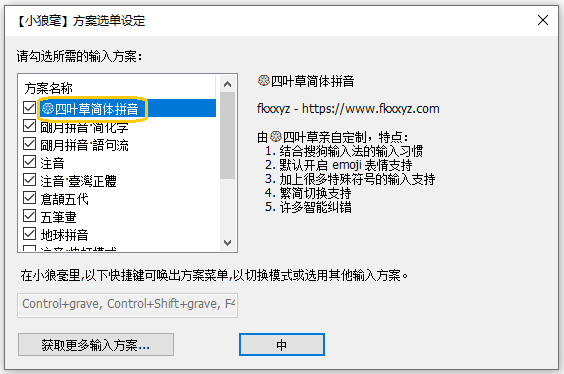 【小狼毫】方案选单设定
请勾选所需的输入方案:
方案名称
四叶草简体拼音
朙月拼音·简化字
朙月拼音·語句流
注音
注音·臺灣正體
倉頡五代
五筆畫
地球拼音
四叶草简体拼音
fkxxyz - https://www.fkxxyz.com
由四叶草亲自定制，特点：
1. 结合搜狗输入法的输入习惯
2. 默认开启 emoji 表情支持
3. 加上很多特殊符号的输入支持
4. 繁简切换支持
5. 许多智能纠错
在小狼毫里,以下快捷键可唤出方案菜单,以切换模式或选用其他输入方案。
Control+grave, Control+Shift+grave, F4
获取更多输入方案...
中